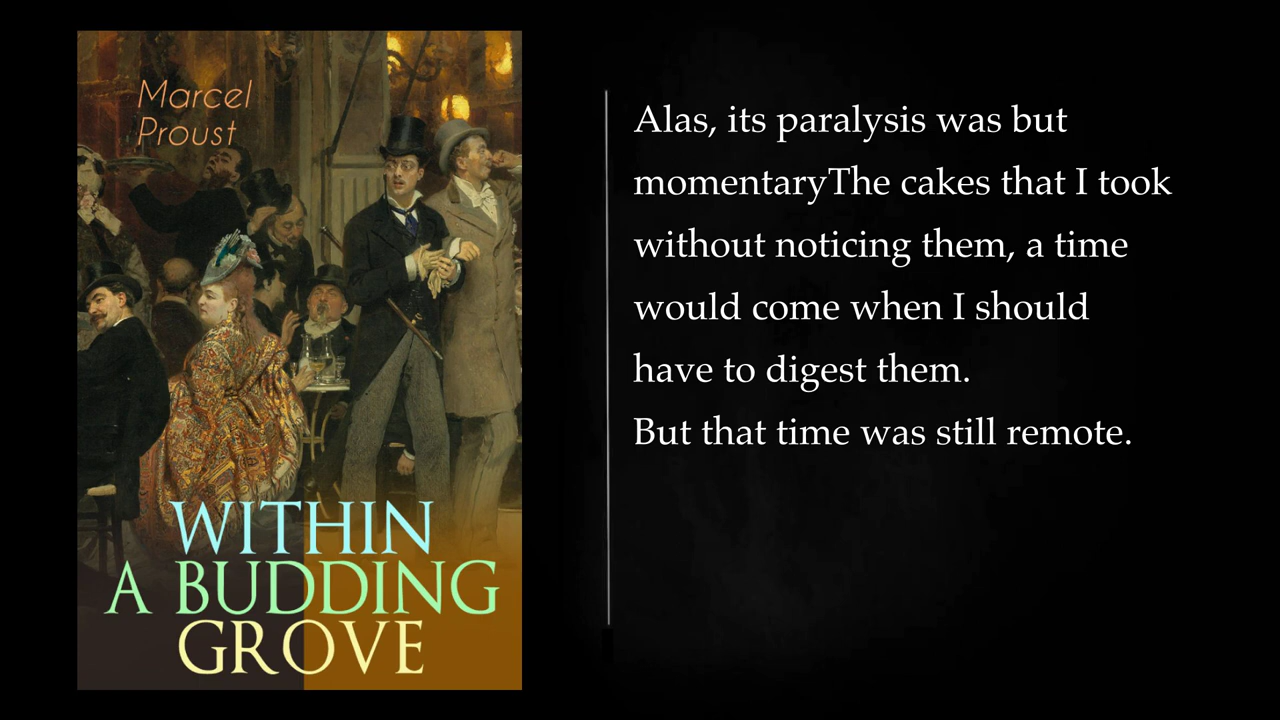 Marcel
Proust
WITHIN
A BUDDING
GROVE
Alas, its paralysis was but
momentaryThe cakes that I took
without noticing them, a time
would come when I should
have to digest them.
But that time was still remote.